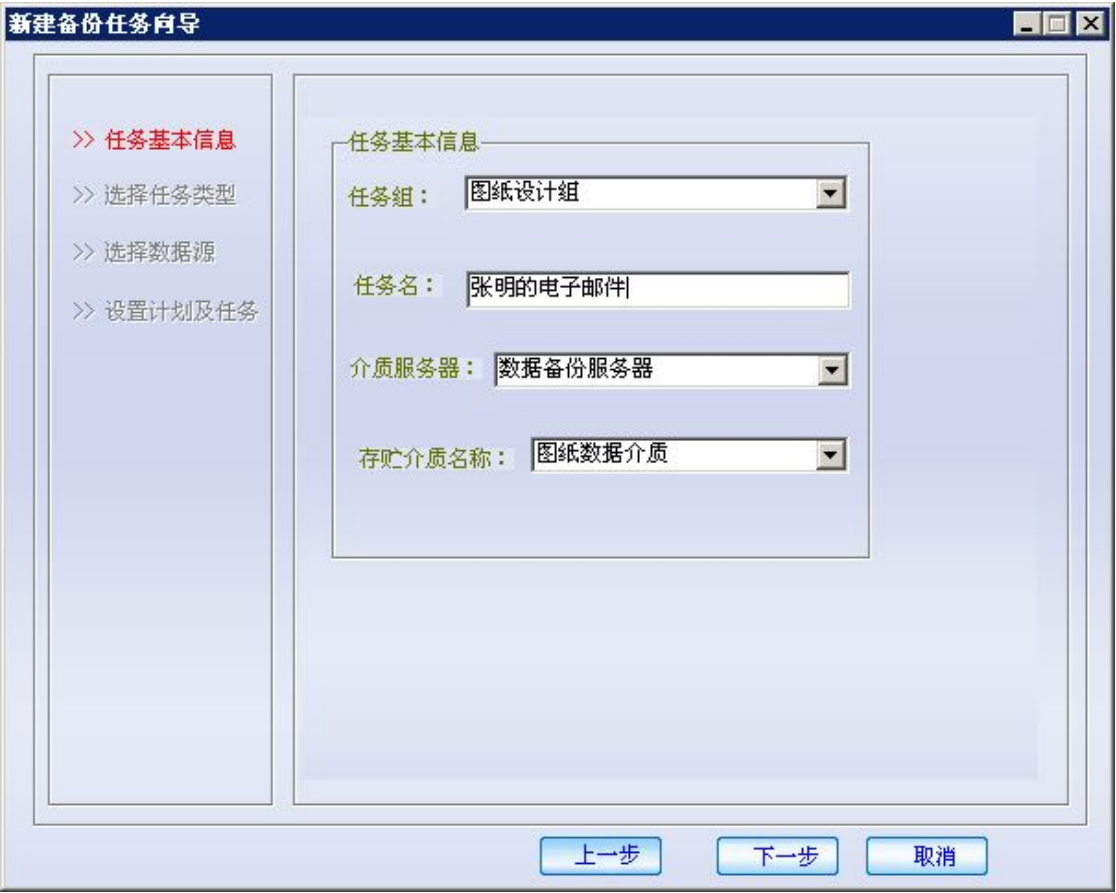 新建备份任务向导
>> 任务基本信息
>> 选择任务类型
>> 选择数据源
>> 设置计划及任务
任务基本信息
任务组： 图纸设计组
任务名： 张明的电子邮件
介质服务器： 数据备份服务器
存贮介质名称： 图纸数据介质
上一步 下一步 取消